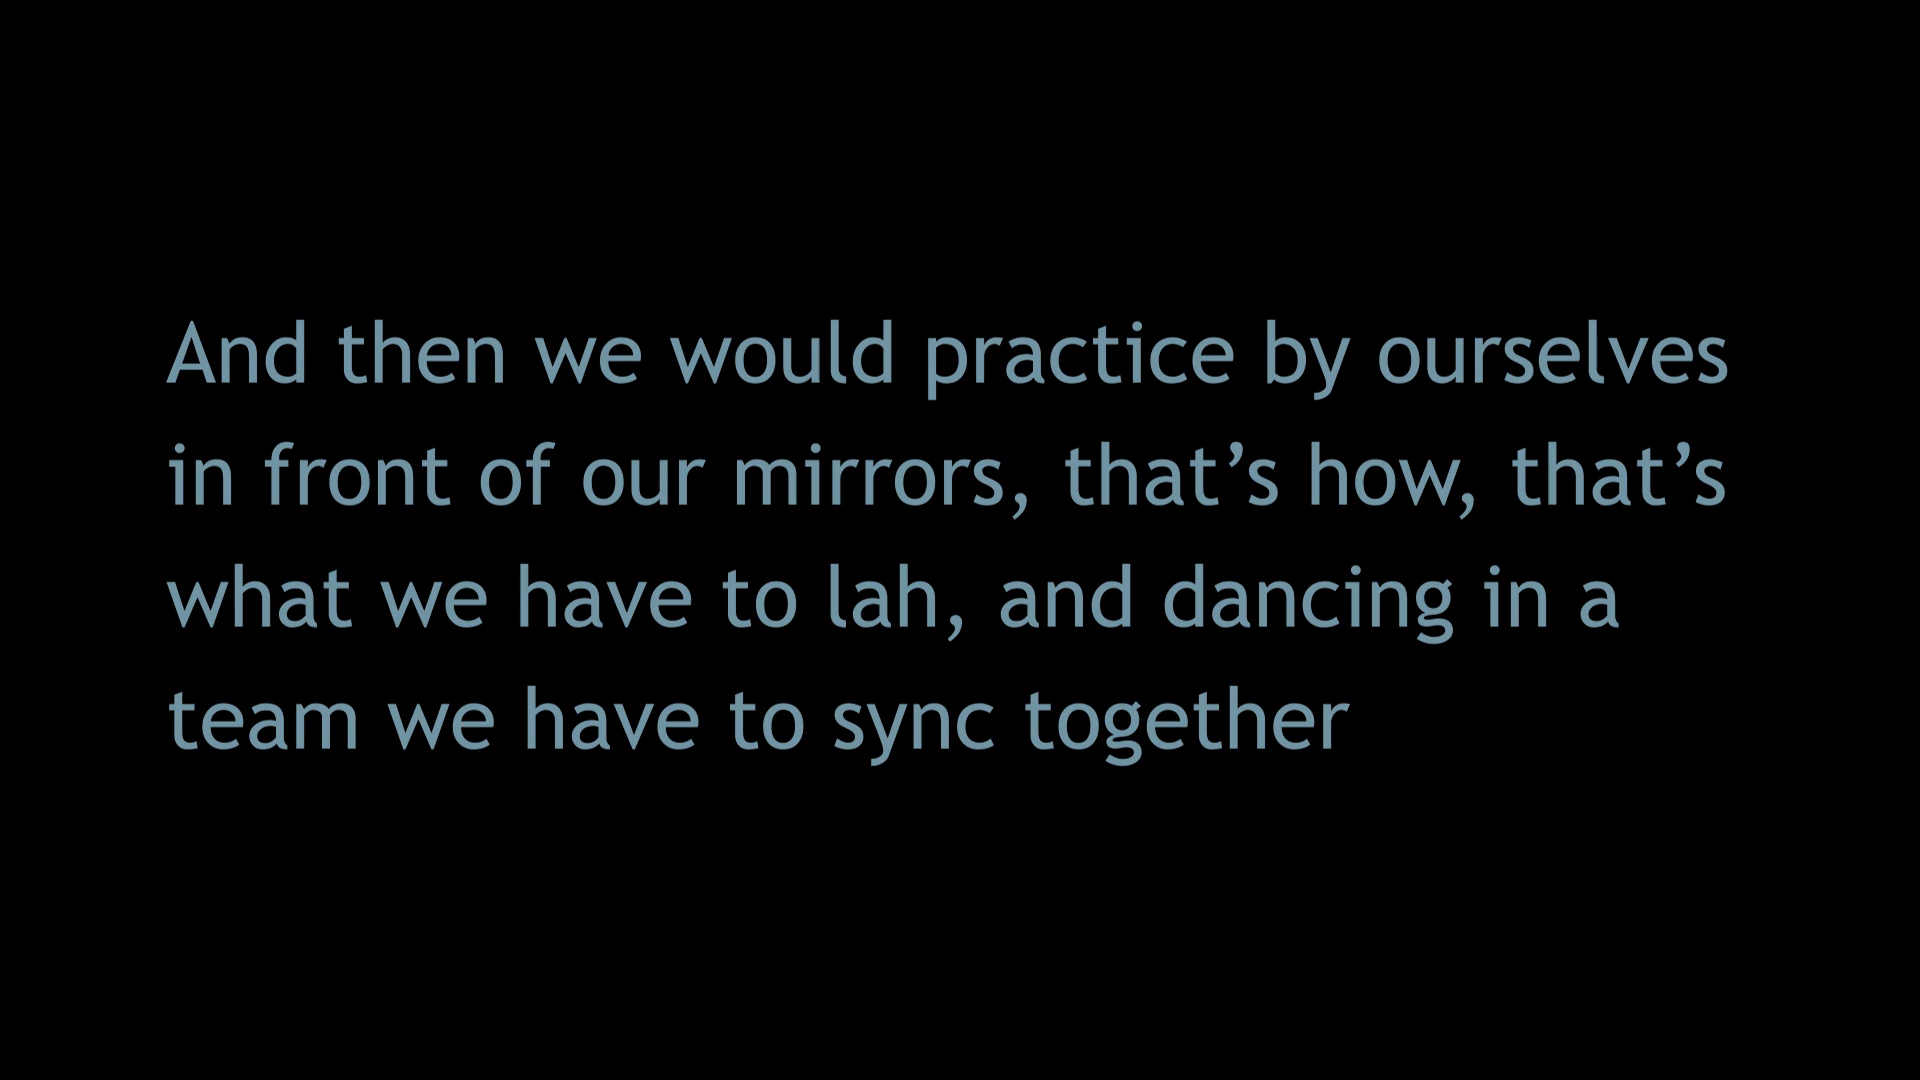 And then we would practice by ourselves
in front of our mirrors, that’s how, that’s
what we have to lah, and dancing in a
team we have to sync together